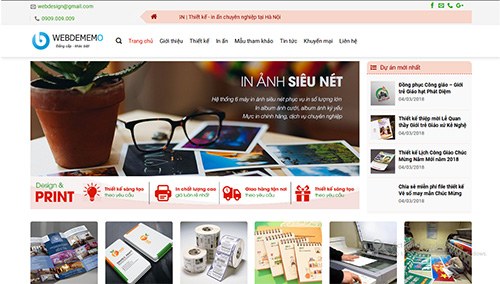 webdesign@gmail.com
0909.009.009
IN | Thiết kế - In ấn chuyên nghiệp tại Hà Nội
WEBDEMEMO
Đẳng cấp - khác biệt
Trang chủ Giới thiệu Thiết kế In ấn Mẫu tham khảo Tin tức Khuyến mại Liên hệ
IN ẢNH SIÊU NÉT
Hệ thống 6 máy in ảnh siêu nét phục vụ in số lượng lớn
In album ảnh cưới, album ảnh kỷ yếu
Mực in chính hãng, dịch vụ chuyên nghiệp
Design &
PRINT
Thiết kế sáng tạo
theo yêu cầu
In chất lượng cao
giá luôn rẻ nhất
Giao hàng tận nơi
theo yêu cầu
Thiết kế sáng tạo
theo yêu cầu
Dự án mới nhất
Đồng phục Công giáo – Giới
trẻ Giáo hạt Phát Diệm
04/03/2018
Thiết kế thiệp mời Lễ Quan
thầy Giới trẻ Giáo xứ Kẻ Nghệ
04/03/2018
Thiết kế Lịch Công Giáo Chúc
Mừng Năm Mới năm 2018
04/03/2018
Chia sẻ miễn phí file thiết kế
Vé số may mắn Chúc Mừng
04/03/2018